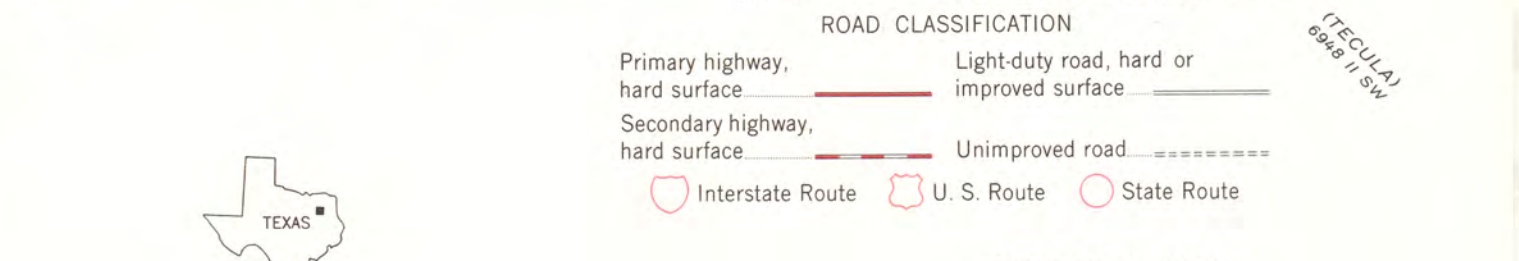 ROAD CLASSIFICATION
Primary highway,
hard surface
Light-duty road, hard or
improved surface
Secondary highway,
hard surface
Unimproved road
Interstate Route
U. S. Route
State Route
(TECULA)
6948 II SW
TEXAS